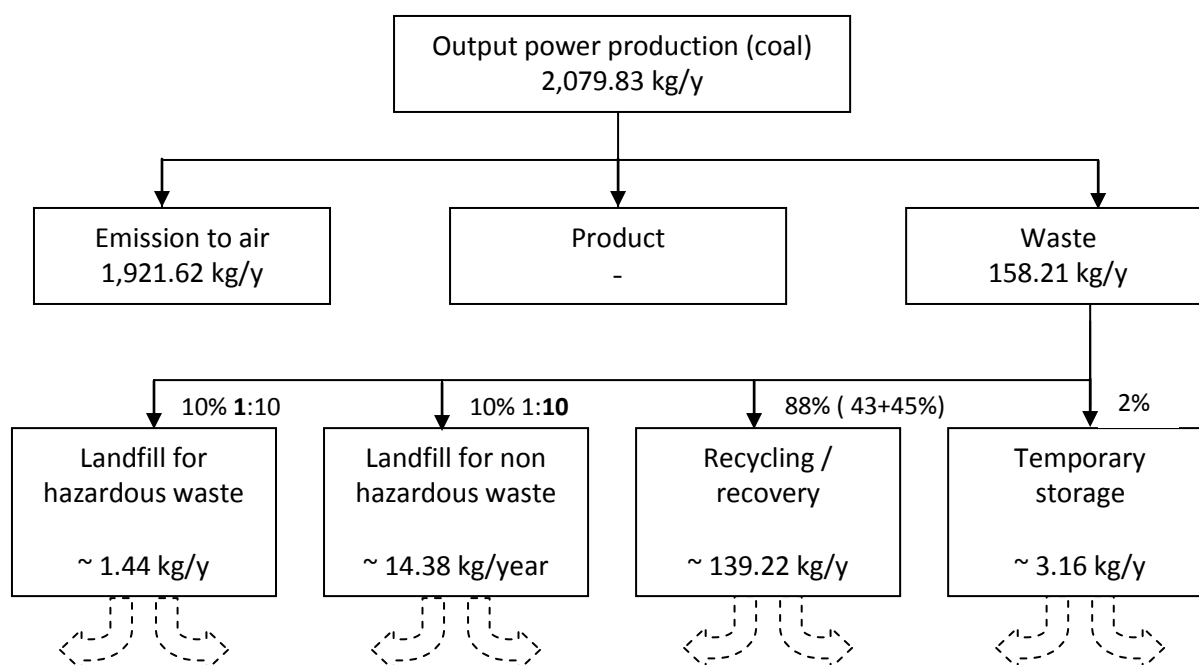 Output power production (coal)
2,079.83 kg/y
Emission to air
1,921.62 kg/y
Product
-
Waste
158.21 kg/y
10% 1:10
10% 1:10
88% ( 43+45%)
2%
Landfill for
hazardous waste
~ 1.44 kg/y
Landfill for non
hazardous waste
~ 14.38 kg/year
Recycling /
recovery
~ 139.22 kg/y
Temporary
storage
~ 3.16 kg/y